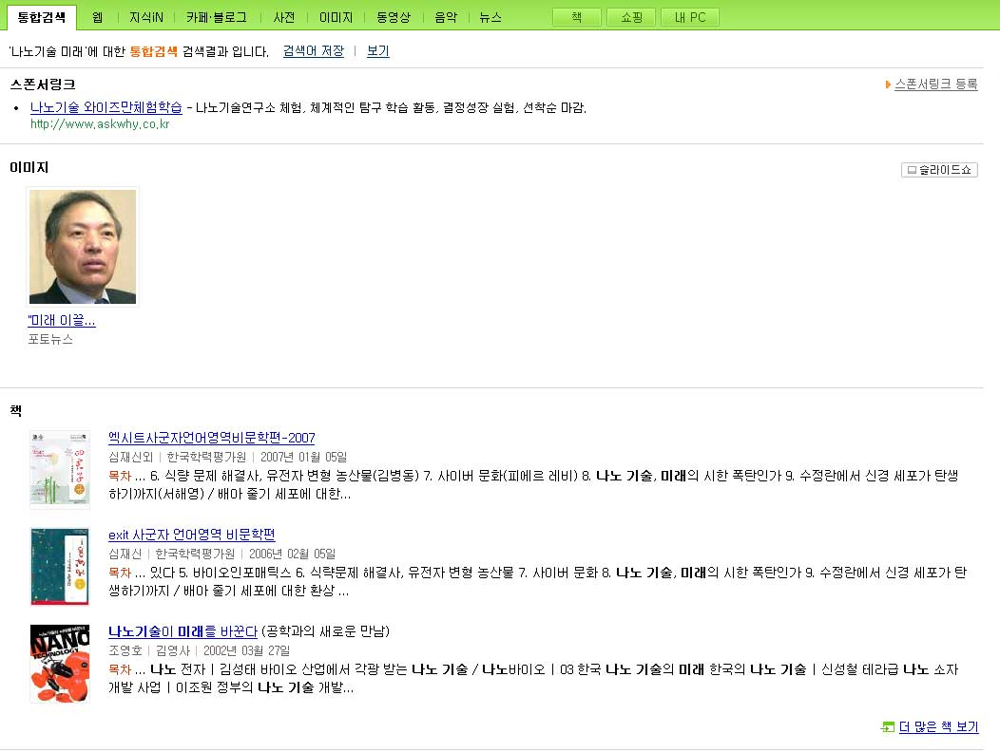 통합검색 웹 지식iN 카페·블로그 사전 이미지 동영상 음악 뉴스 책 쇼핑 내 PC
'나노기술 미래'에 대한 통합검색 검색결과 입니다. 검색어 저장 보기
스폰서링크 스폰서링크 등록
나노기술 와이즈만체험학습 - 나노기술연구소 체험, 체계적인 탐구 학습 활동, 결정성장 실험, 선착순 마감.
http://www.askwhy.co.kr
이미지 슬라이드쇼
"미래 이끌...
포토뉴스
책
엑시트사군자언어영역비문학편-2007
심재신외 | 한국학력평가원 | 2007년 01월 05일
목차 ... 6. 식량 문제 해결사, 유전자 변형 농산물(김병동) 7. 사이버 문화(피에르 레비) 8. 나노 기술, 미래의 시한 폭탄인가 9. 수정란에서 신경 세포가 탄생
하기까지(서해영) / 배아 줄기 세포에 대한...
exit 사군자 언어영역 비문학편
심재신 | 한국학력평가원 | 2006년 02월 05일
목차 ... 있다 5. 바이오인포매틱스 6. 식략문제 해결사, 유전자 변형 농산물 7. 사이버 문화 8. 나노 기술, 미래의 시한 폭탄인가 9. 수정란에서 신경 세포가 탄
생하기까지 / 배아 줄기 세포에 대한 환상 ...
나노기술이 미래를 바꾼다 (공학과의 새로운 만남)
조영호 | 김영사 | 2002년 03월 27일
NANO
TECHNOLOGY
목차 ... 나노 전자 | 김성태 바이오 산업에서 각광 받는 나노 기술 / 나노바이오 | 03 한국 나노 기술의 미래 한국의 나노 기술 | 신성철 테라급 나노 소자
개발 사업 | 이조원 정부의 나노 기술 개발...
더 많은 책 보기